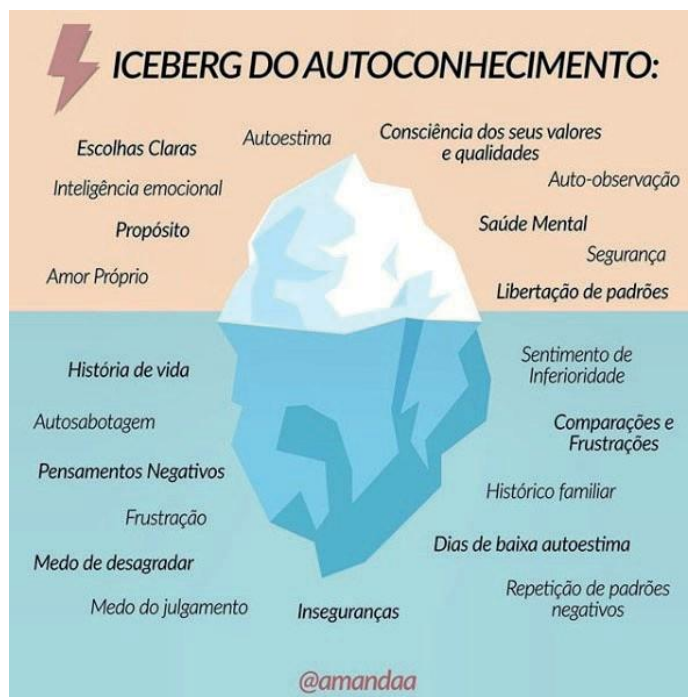 ICEBERG DO AUTOCONHECIMENTO:
Escolhas Claras
Autoestima
Consciência dos seus valores
e qualidades
Inteligência emocional
Auto-observação
Propósito
Saúde Mental
Segurança
Amor Próprio
Libertação de padrões
História de vida
Sentimento de
Inferioridade
Autosabotagem
Comparações e
Frustrações
Pensamentos Negativos
Histórico familiar
Frustração
Dias de baixa autoestima
Medo de desagradar
Repetição de padrões
negativos
Medo do julgamento
Inseguranças
@amandaa